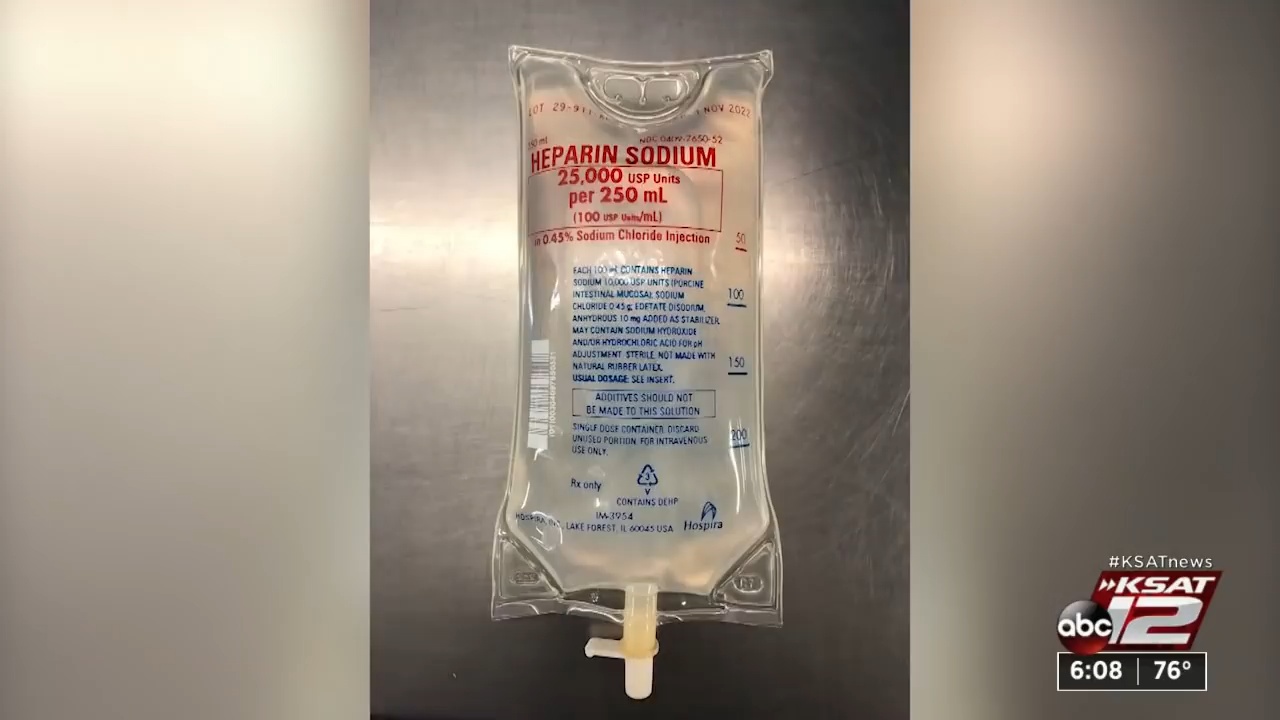 LOT 29-911
NOV 2022
250 mL
NDC 0409-7650-52
HEPARIN SODIUM
25,000 USP Units
per 250 mL
(100 USP Units/mL)
in 0.45% Sodium Chloride Injection
50
EACH 100 mL CONTAINS HEPARIN
SODIUM 10,000 USP UNITS (PORCINE
INTESTINAL MUCOSA), SODIUM
CHLORIDE 0.45 g; EDETATE DISODIUM,
ANHYDROUS 10 mg ADDED AS STABILIZER.
MAY CONTAIN SODIUM HYDROXIDE
AND/OR HYDROCHLORIC ACID FOR pH
ADJUSTMENT. STERILE. NOT MADE WITH
NATURAL RUBBER LATEX.
USUAL DOSAGE: SEE INSERT.
100
150
ADDITIVES SHOULD NOT
BE MADE TO THIS SOLUTION
SINGLE DOSE CONTAINER. DISCARD
UNUSED PORTION. FOR INTRAVENOUS
USE ONLY.
200
Rx only
3
V
CONTAINS DEHP
IM-3954
HOSPIRA, INC., LAKE FOREST, IL 60045 USA
Hospira
#KSATnews
KSAT
abc 12
6:08 76°